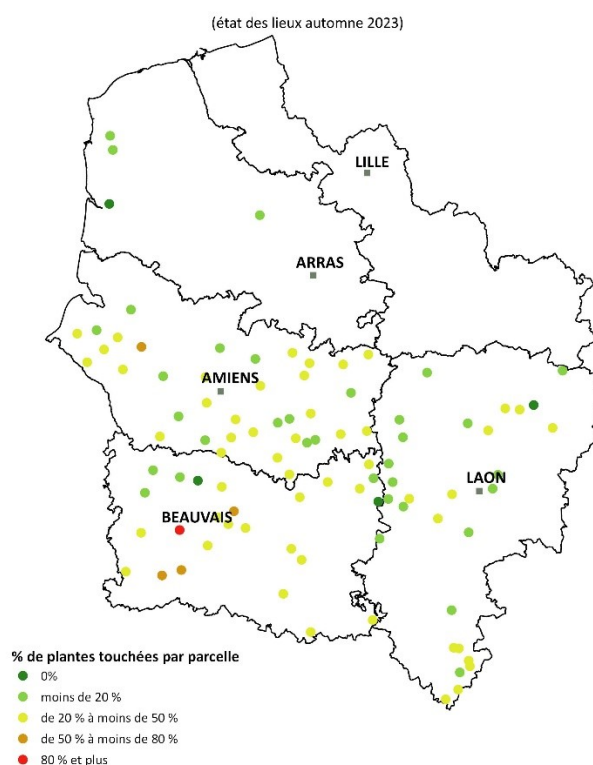 (état des lieux automne 2023)
LILLE
ARRAS
AMIENS
LAON
BEAUVAIS
% de plantes touchées par parcelle
0%
moins de 20 %
de 20 % à moins de 50 %
de 50 % à moins de 80 %
80 % et plus